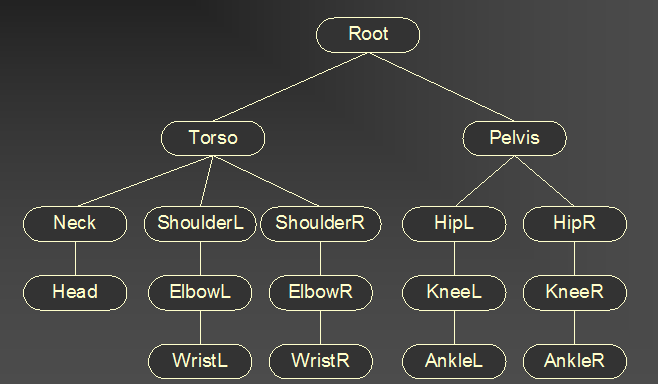 Root
Torso Pelvis
Neck ShoulderL ShoulderR HipL HipR
Head ElbowL ElbowR KneeL KneeR
WristL WristR AnkleL AnkleR